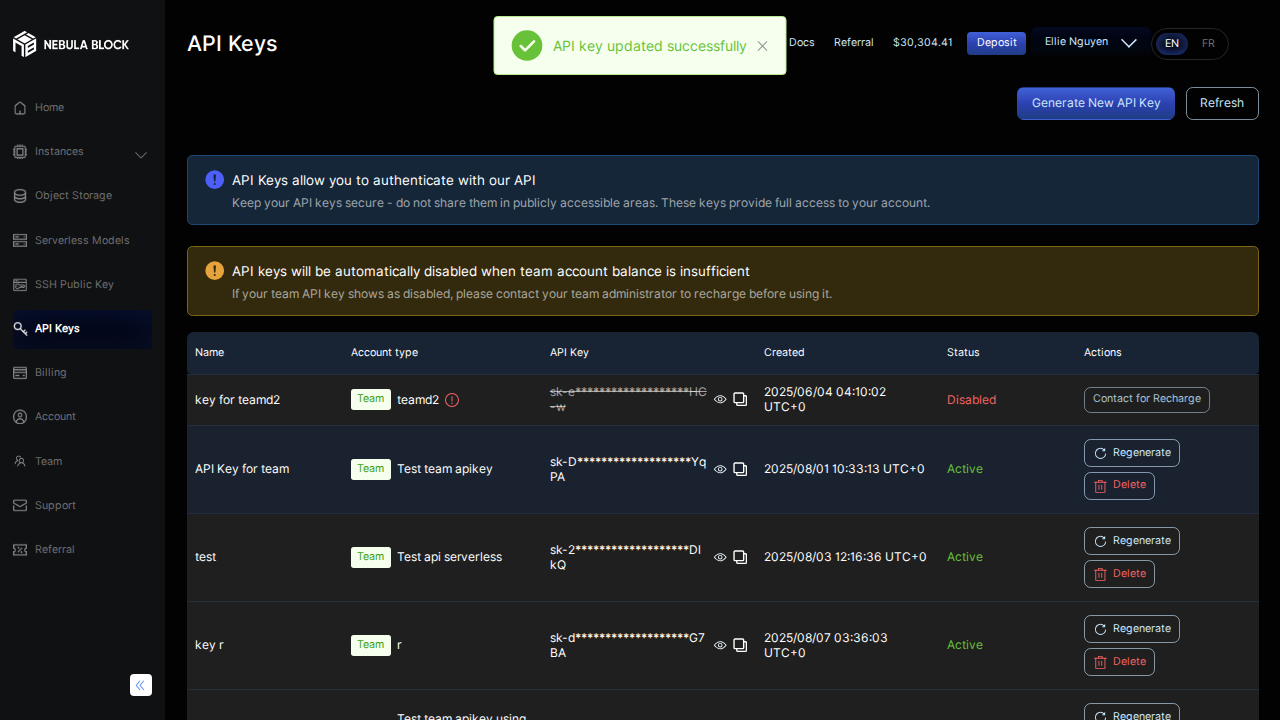 NEBULA BLOCK
API Keys
API key updated successfully
Docs
Referral
$30,304.41
Deposit
Ellie Nguyen
EN
FR
Home
Instances
Object Storage
Serverless Models
SSH Public Key
API Keys
Billing
Account
Team
Support
Referral
Generate New API Key
Refresh
API Keys allow you to authenticate with our API
Keep your API keys secure - do not share them in publicly accessible areas. These keys provide full access to your account.
API keys will be automatically disabled when team account balance is insufficient
If your team API key shows as disabled, please contact your team administrator to recharge before using it.
Name
Account type
API Key
Created
Status
Actions
key for teamd2
Team
teamd2
sk-e*******************HC
-w
2025/06/04 04:10:02
UTC+0
Disabled
Contact for Recharge
API Key for team
Team
Test team apikey
sk-D*******************Yq
PA
2025/08/01 10:33:13 UTC+0
Active
Regenerate
Delete
test
Team
Test api serverless
sk-2*******************DI
kQ
2025/08/03 12:16:36 UTC+0
Active
Regenerate
Delete
key r
Team
r
sk-d*******************G7
BA
2025/08/07 03:36:03
UTC+0
Active
Regenerate
Delete
Test team apikey using
Regenerate